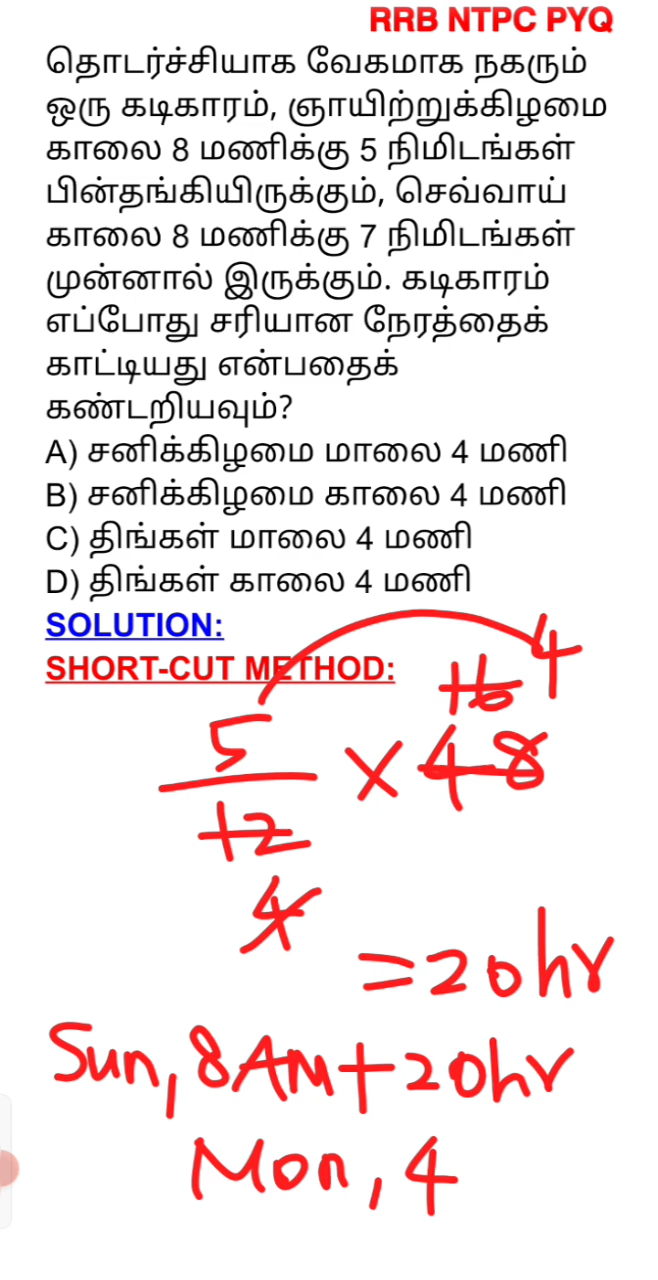 RRB NTPC PYQ
தொடர்ச்சியாக வேகமாக நகரும்
ஒரு கடிகாரம், ஞாயிற்றுக்கிழமை
காலை 8 மணிக்கு 5 நிமிடங்கள்
பின்தங்கியிருக்கும், செவ்வாய்
காலை 8 மணிக்கு 7 நிமிடங்கள்
முன்னால் இருக்கும். கடிகாரம்
எப்போது சரியான நேரத்தைக்
காட்டியது என்பதைக்
கண்டறியவும்?
A) சனிக்கிழமை மாலை 4 மணி
B) சனிக்கிழமை காலை 4 மணி
C) திங்கள் மாலை 4 மணி
D) திங்கள் காலை 4 மணி
SOLUTION:
SHORT-CUT METHOD:
16 4
5
× 48
12
4
=20hr
Sun, 8AM+20hr
Mon, 4